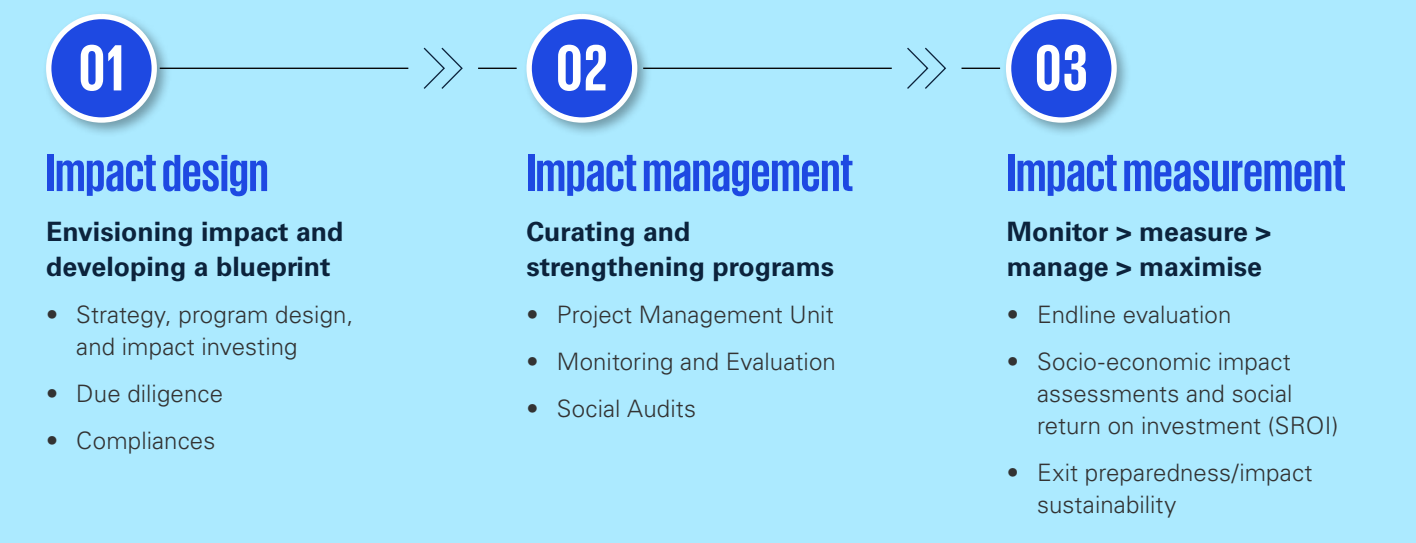 01
Impact design
Envisioning impact and
developing a blueprint
• Strategy, program design,
and impact investing
• Due diligence
• Compliances
02
Impact management
Curating and
strengthening programs
• Project Management Unit
• Monitoring and Evaluation
• Social Audits
03
Impact measurement
Monitor > measure >
manage > maximise
• Endline evaluation
• Socio-economic impact
assessments and social
return on investment (SROI)
• Exit preparedness/impact
sustainability